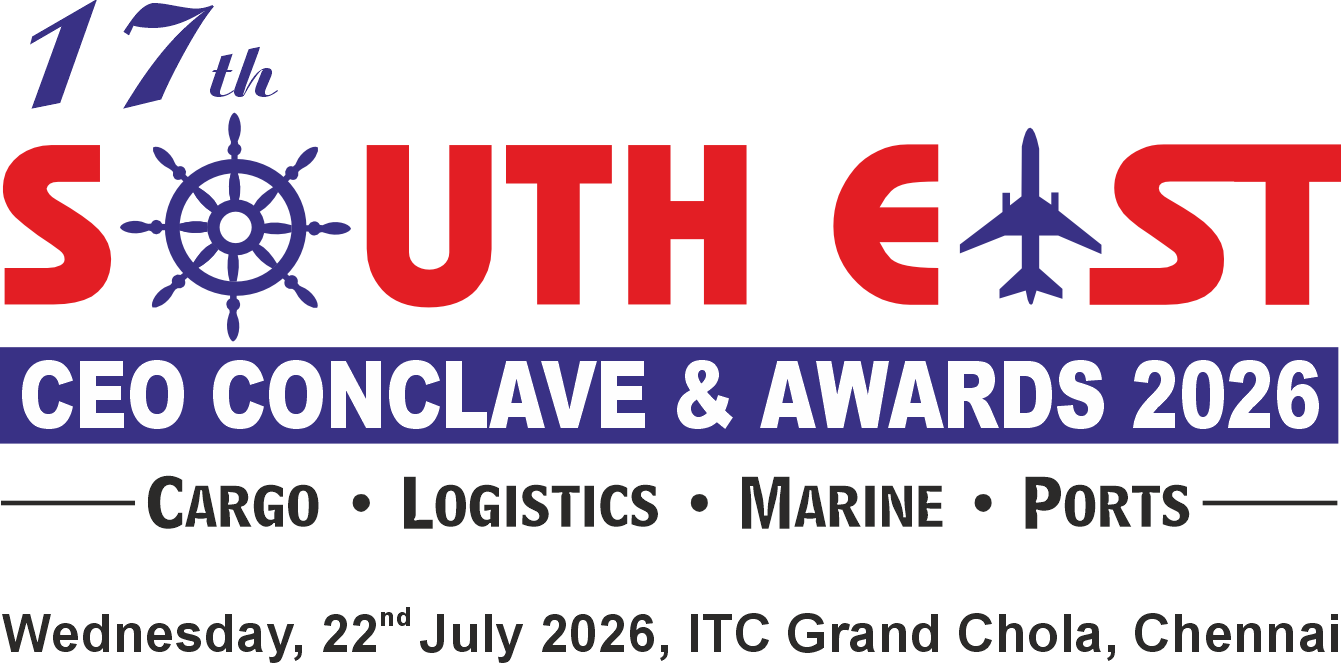 17th
SOUTH EAST
CEO CONCLAVE & AWARDS 2026
CARGO • LOGISTICS • MARINE • PORTS
Wednesday, 22nd July 2026, ITC Grand Chola, Chennai